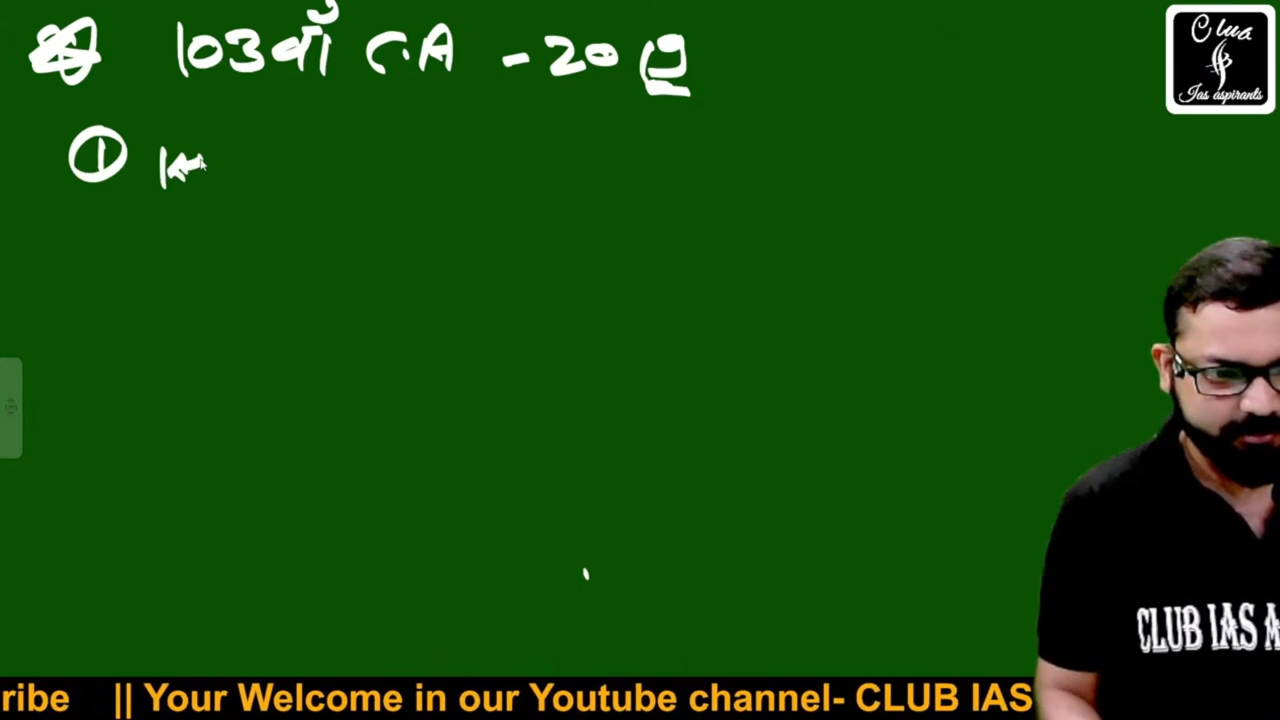 103वाँ C.A - 2019
①
Club
Ias aspirants
CLUB IAS A
ribe || Your Welcome in our Youtube channel- CLUB IAS